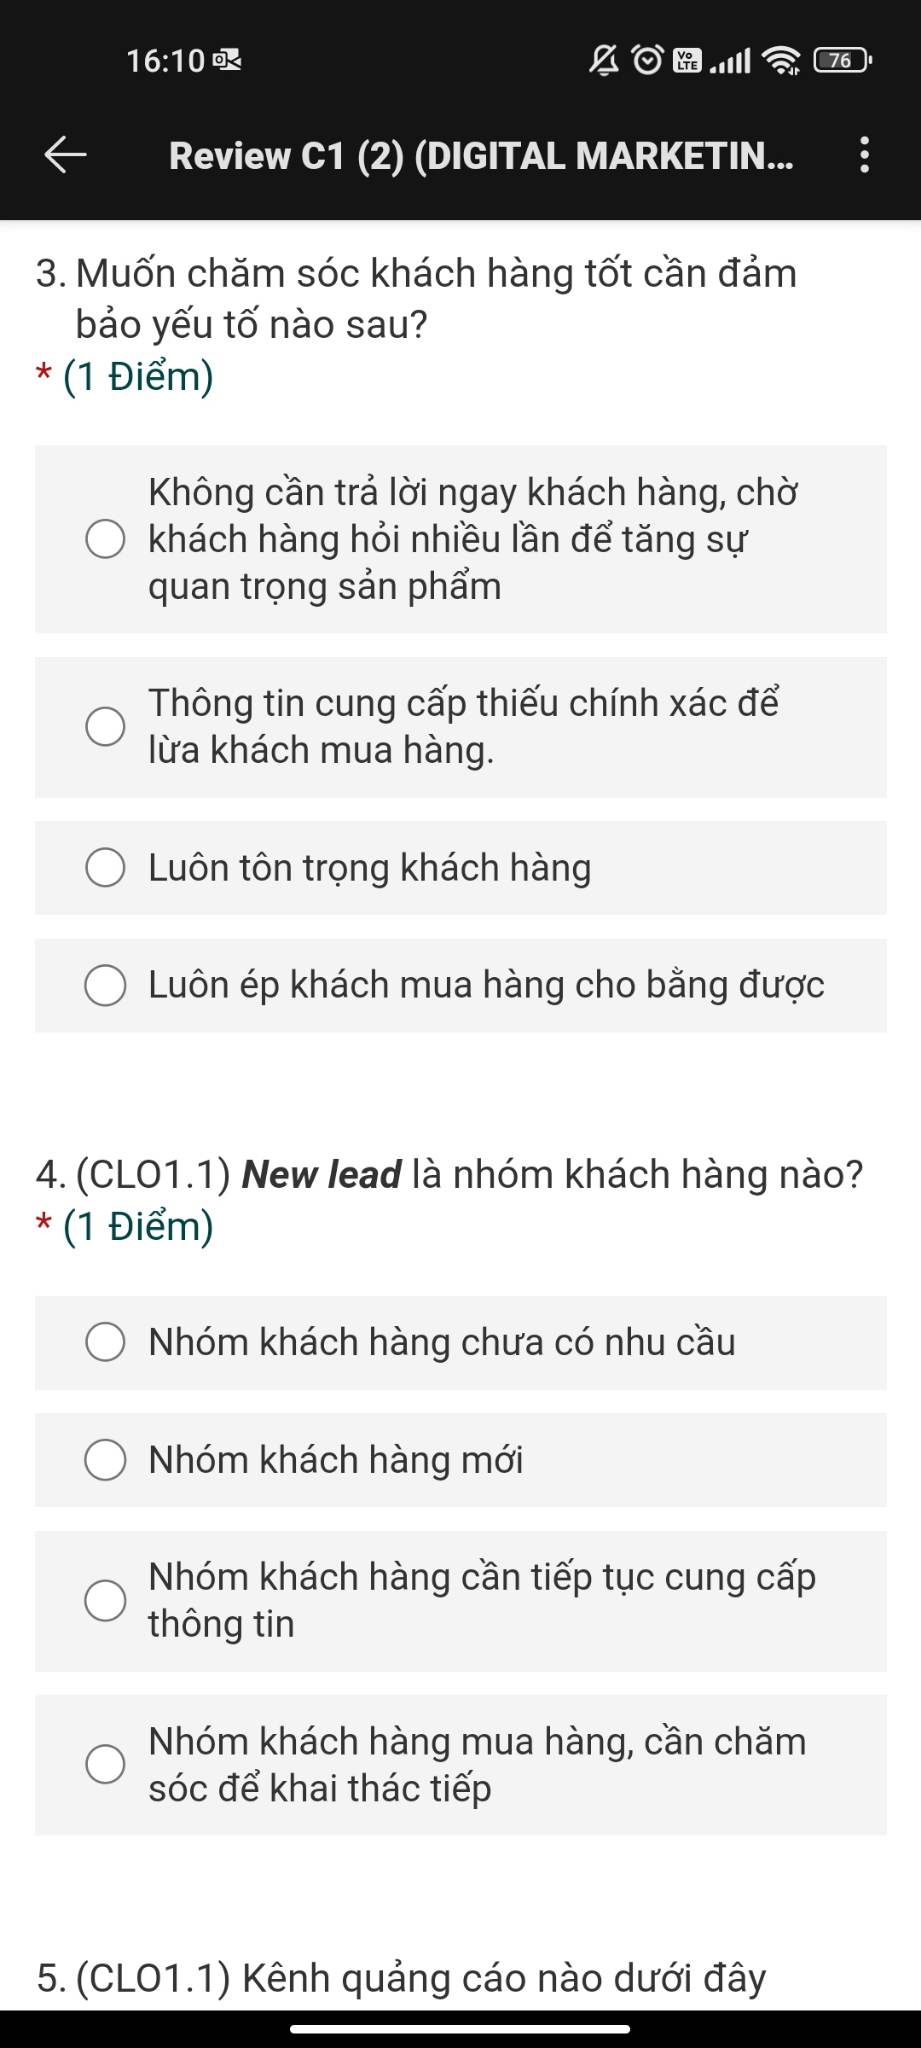 16:10
Vo
LTE
76
Review C1 (2) (DIGITAL MARKETIN...
3. Muốn chăm sóc khách hàng tốt cần đảm
bảo yếu tố nào sau?
* (1 Điểm)
Không cần trả lời ngay khách hàng, chờ
khách hàng hỏi nhiều lần để tăng sự
quan trọng sản phẩm
Thông tin cung cấp thiếu chính xác để
lừa khách mua hàng.
Luôn tôn trọng khách hàng
Luôn ép khách mua hàng cho bằng được
4. (CLO1.1) New lead là nhóm khách hàng nào?
* (1 Điểm)
Nhóm khách hàng chưa có nhu cầu
Nhóm khách hàng mới
Nhóm khách hàng cần tiếp tục cung cấp
thông tin
Nhóm khách hàng mua hàng, cần chăm
sóc để khai thác tiếp
5. (CLO1.1) Kênh quảng cáo nào dưới đây